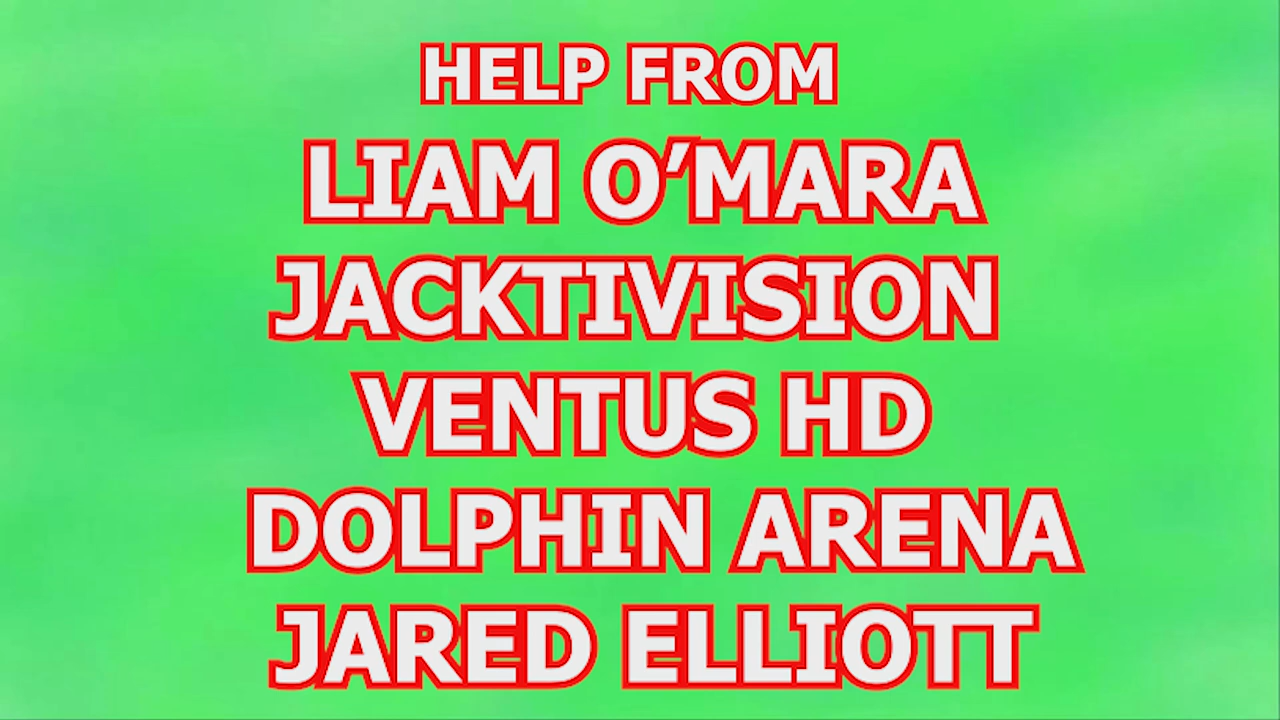 HELP FROM
LIAM O’MARA
JACKTIVISION
VENTUS HD
DOLPHIN ARENA
JARED ELLIOTT